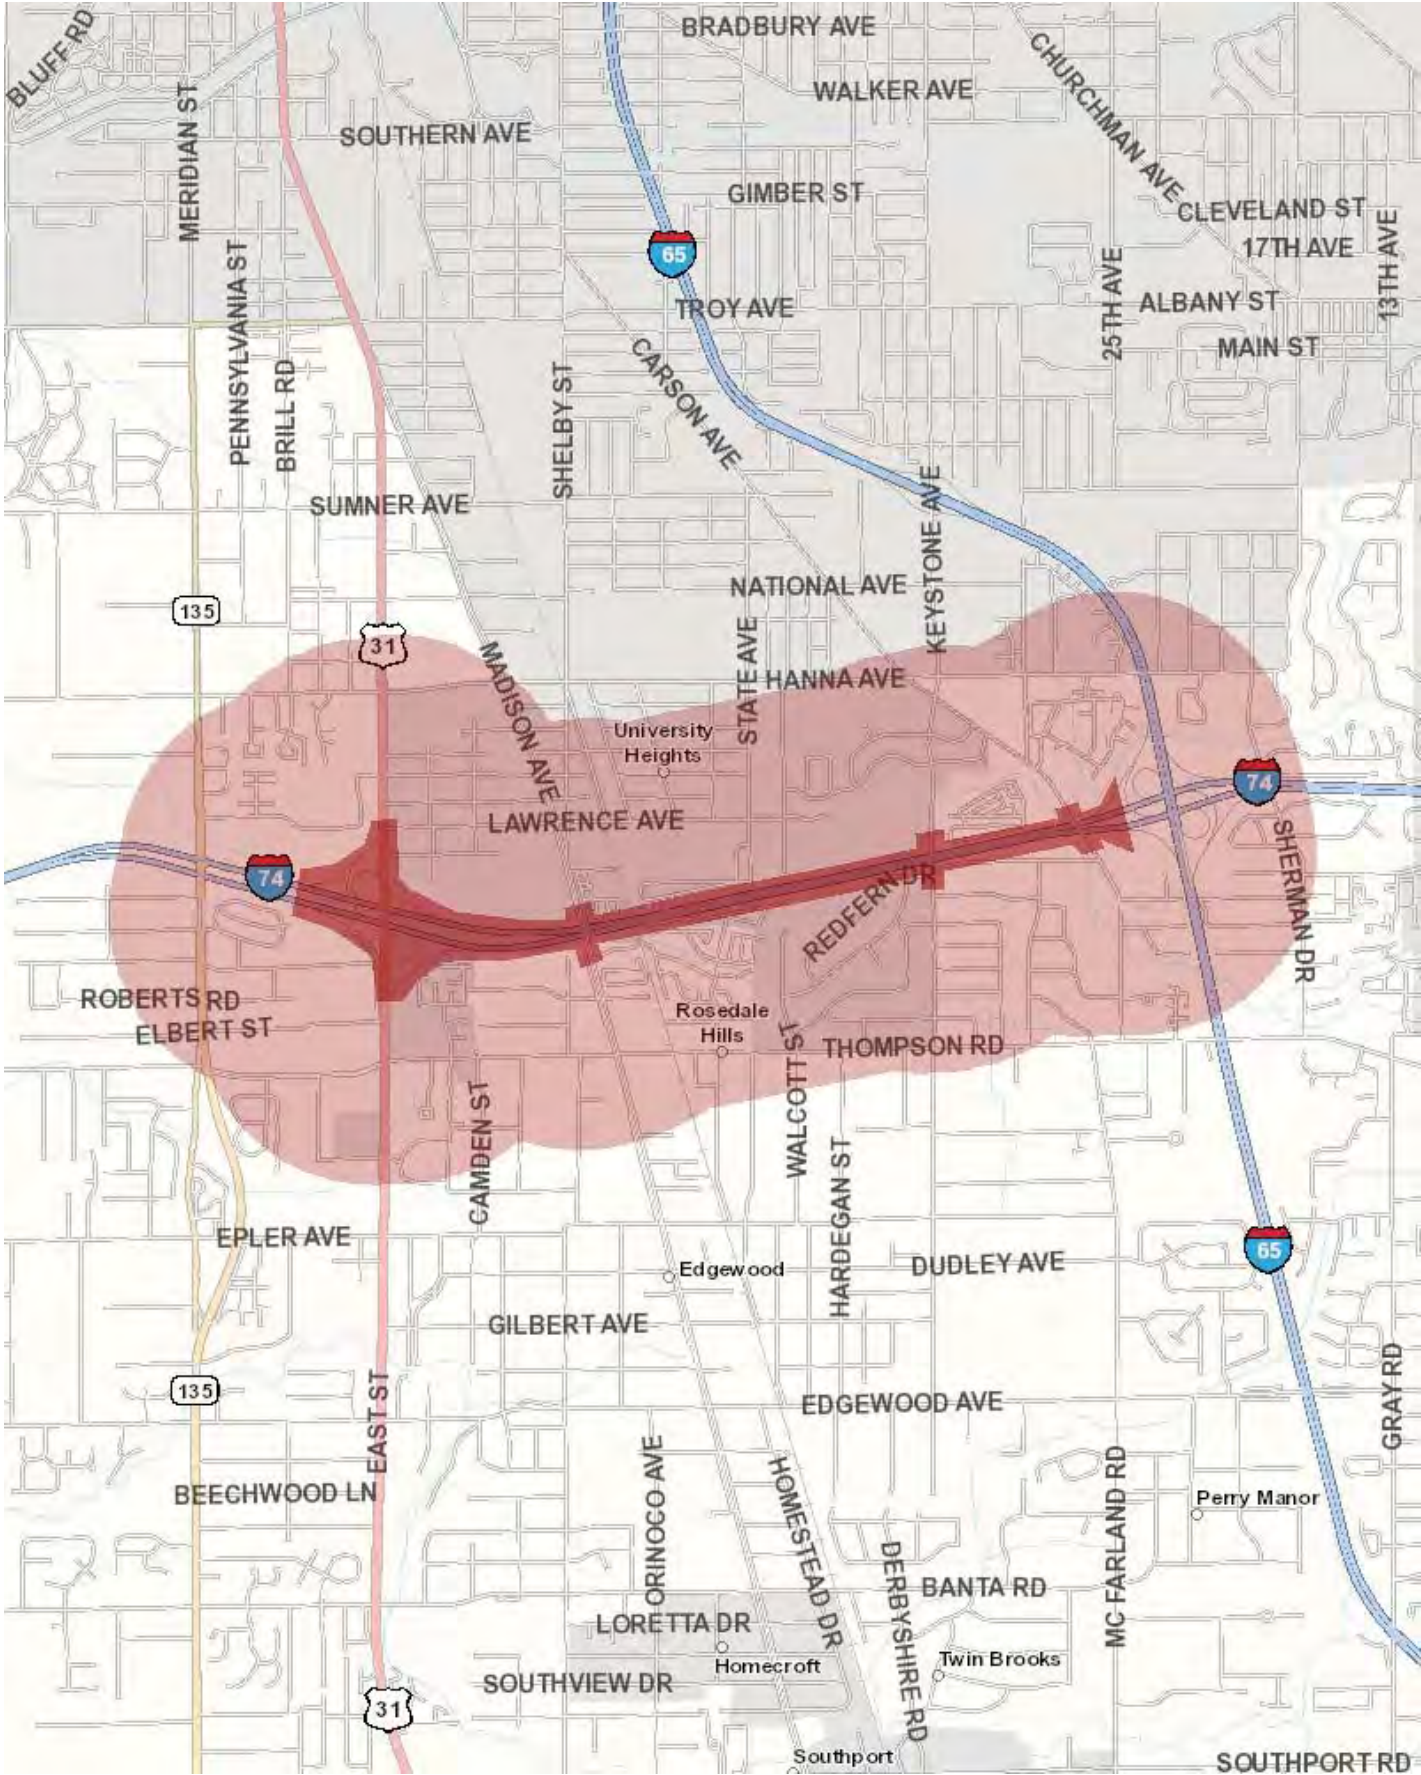 BLUFF RD
BRADBURY AVE
CHURCHMAN AVE
WALKER AVE
MERIDIAN ST
SOUTHERN AVE
GIMBER ST
CLEVELAND ST
17TH AVE
13TH AVE
65
PENNSYLVANIA ST
25TH AVE
TROY AVE
ALBANY ST
MAIN ST
BRILL RD
SHELBY ST
CARSON AVE
SUMNER AVE
KEYSTONE AVE
NATIONAL AVE
135
31
MADISON AVE
STATE AVE
HANNA AVE
University
Heights
74
LAWRENCE AVE
SHERMAN DR
74
REDFERN DR
ROBERTS RD
ELBERT ST
Rosedale
Hills
THOMPSON RD
WALCOTT ST
CAMDEN ST
HARDEGAN ST
EPLER AVE
65
Edgewood
DUDLEY AVE
GILBERT AVE
135
EAST ST
EDGEWOOD AVE
GRAY RD
ORINOCO AVE
HOMESTEAD DR
MC FARLAND RD
BEECHWOOD LN
Perry Manor
DERBYSHIRE RD
BANTA RD
LORETTA DR
Homecroft
Twin Brooks
SOUTHVIEW DR
31
Southport
SOUTHPORT RD